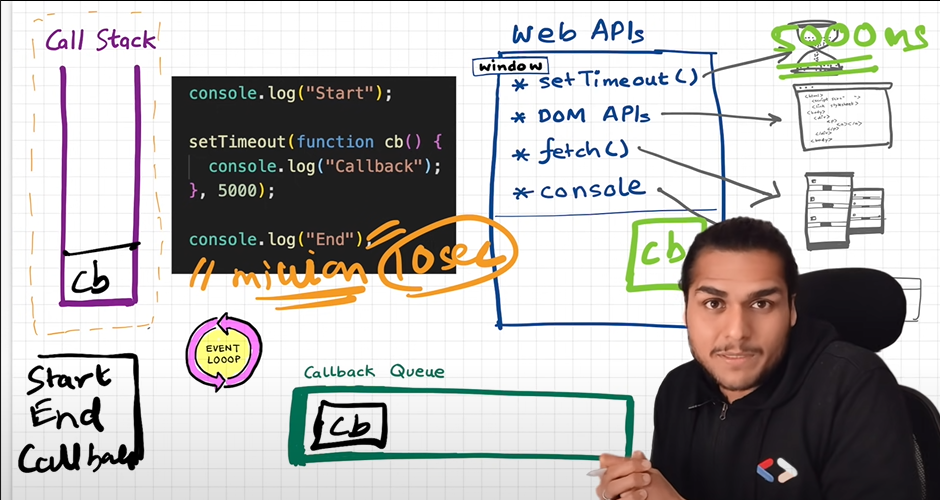 Call Stack
cb
console.log("Start");
setTimeout(function cb() {
console.log("Callback");
}, 5000);
console.log("End");
// million 10sec
Web APIs
window
* setTimeout()
* DOM APIs
* fetch()
* console
5000ms
cb
EVENT
LOOOP
Start
End
Callback
Callback Queue
cb